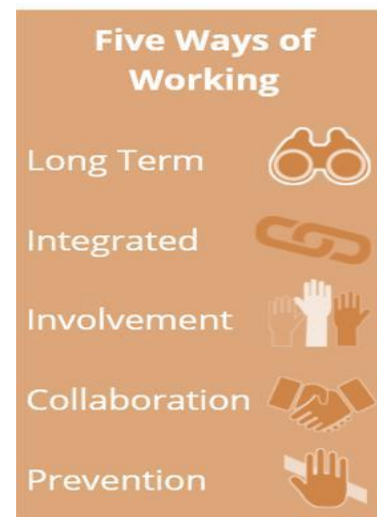 Five Ways of
Working
Long Term
Integrated
Involvement
Collaboration
Prevention